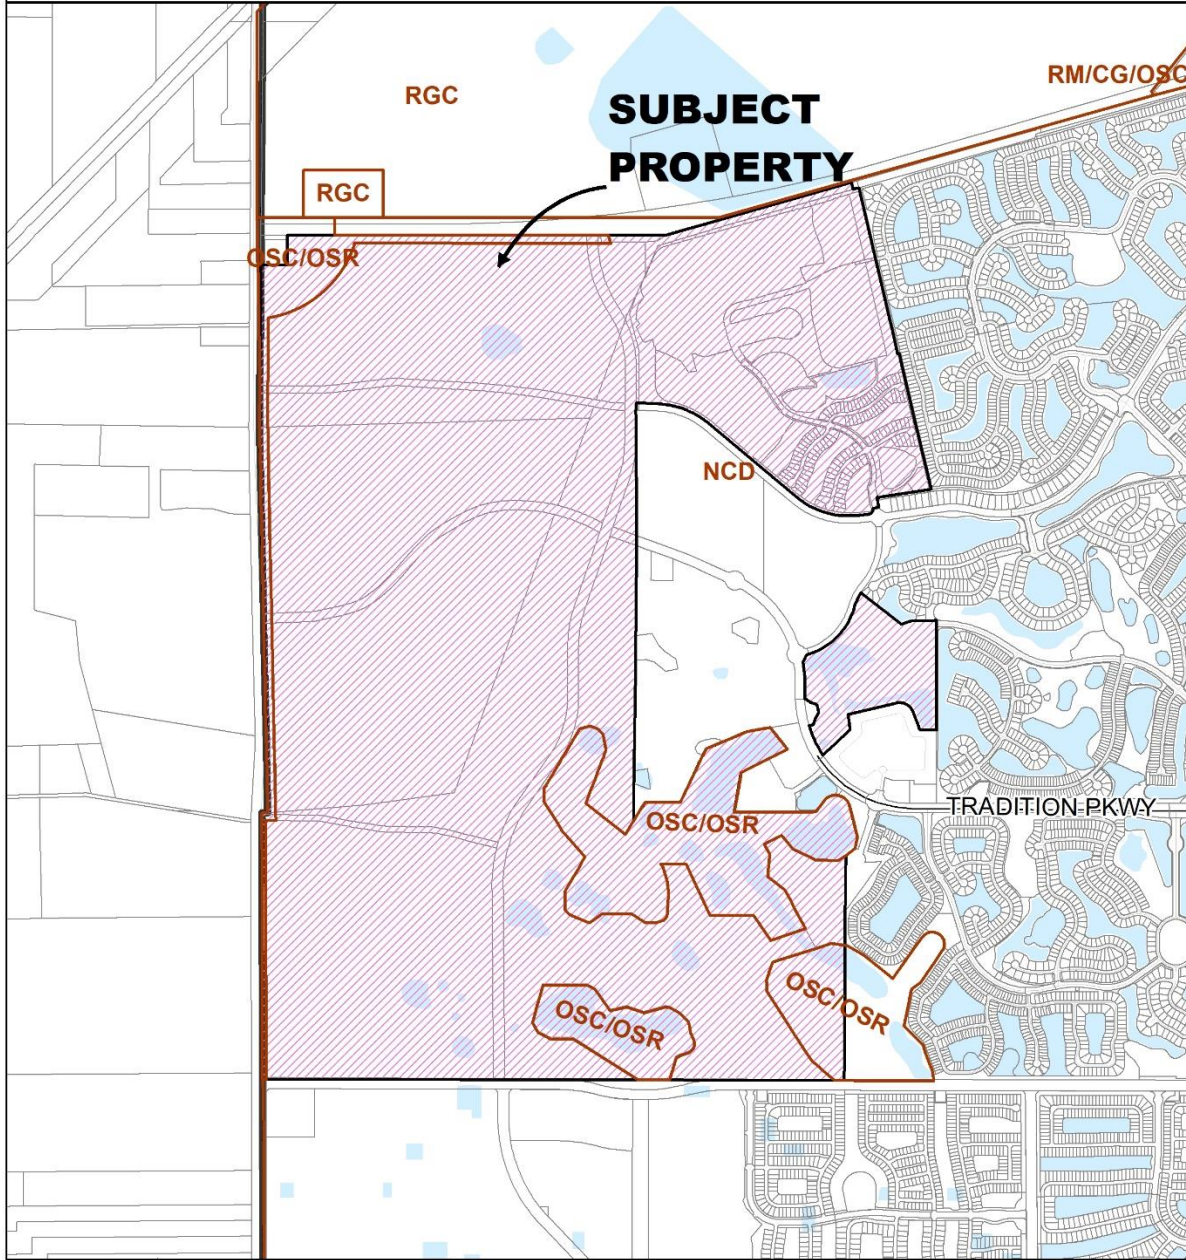 RM/CG/OSC
RGC
SUBJECT
PROPERTY
RGC
OSC/OSR
NCD
TRADITION PKWY
OSC/OSR
OSC/OSR
OSC/OSR